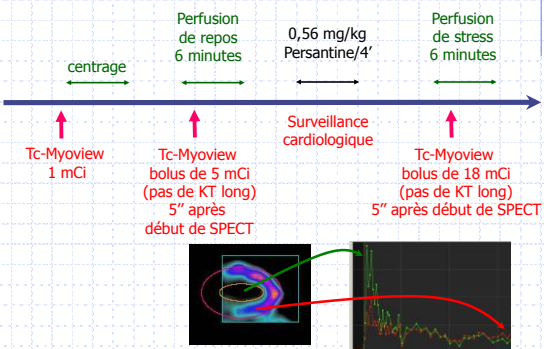 Perfusion
de repos
6 minutes
0,56 mg/kg
Persantine/4’
Perfusion
de stress
6 minutes
centrage
Surveillance
cardiologique
Tc-Myoview
1 mCi
Tc-Myoview
bolus de 5 mCi
(pas de KT long)
5’’ après
début de SPECT
Tc-Myoview
bolus de 18 mCi
(pas de KT long)
5’’ après début de SPECT